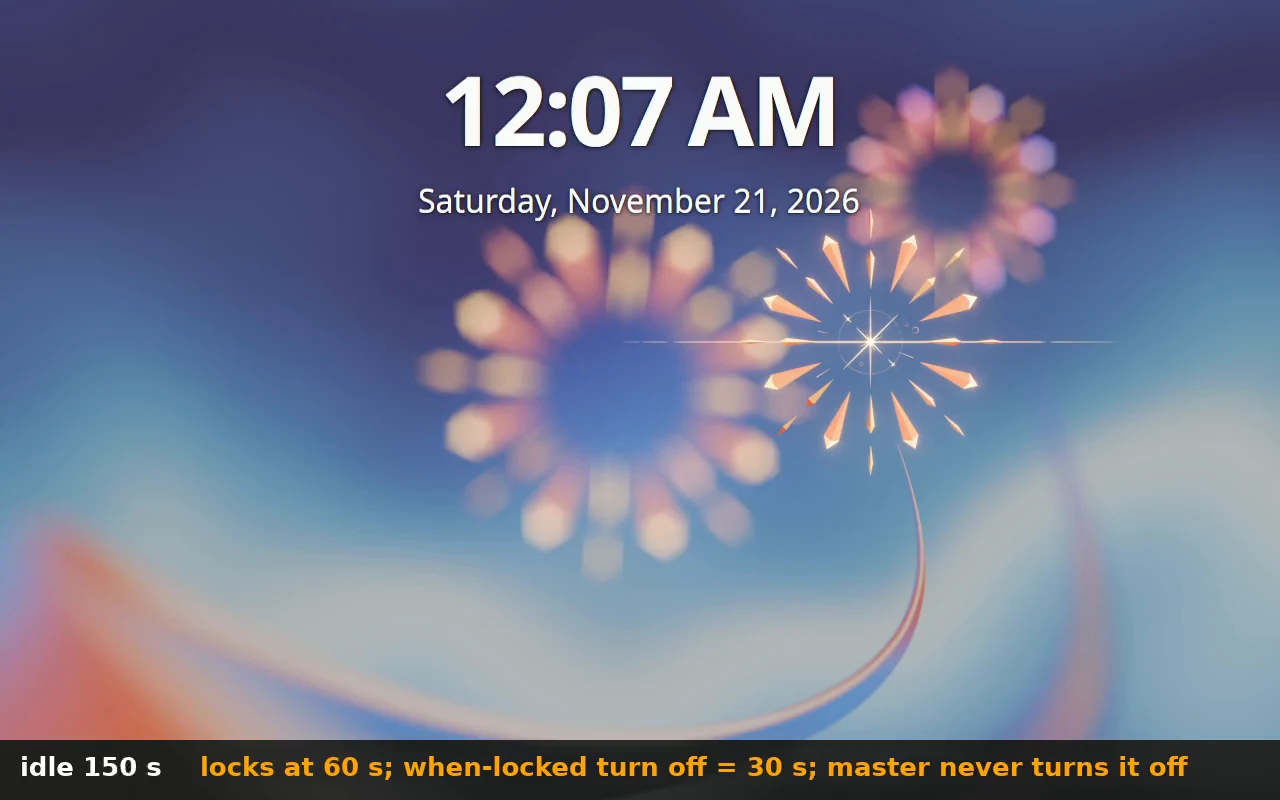 12:07 AM
Saturday, November 21, 2026
idle 150 s locks at 60 s; when-locked turn off = 30 s; master never turns it off